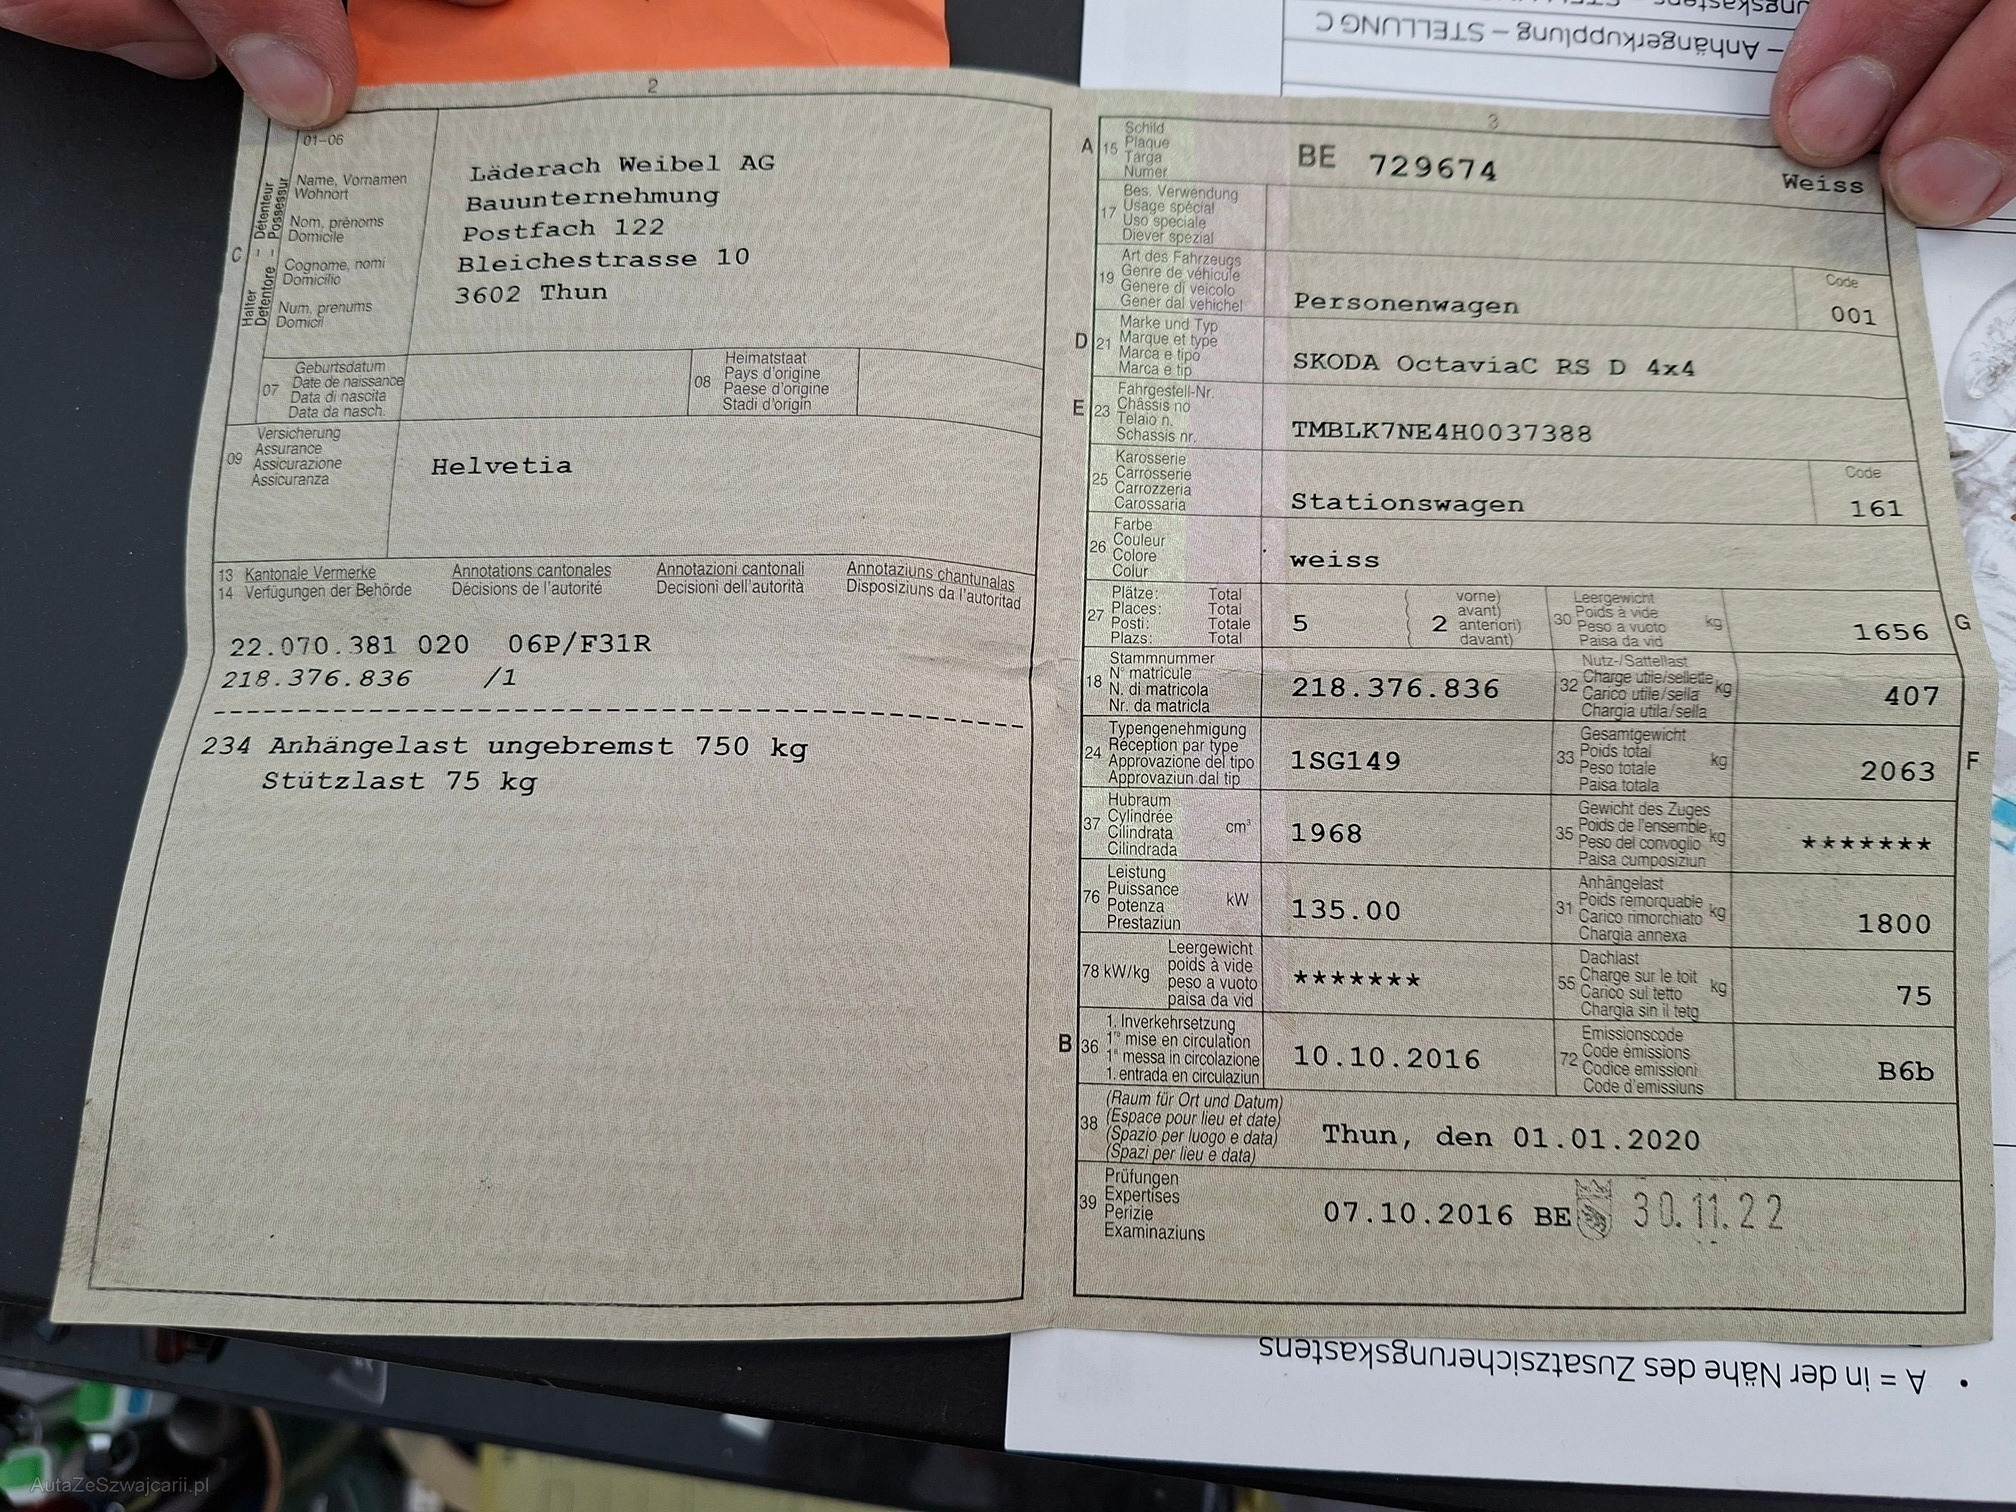 ungskastens
– Anhängerkupplung – STELLUNG C
2
01–06
Halter - Détenteur
Detentore - Possessur
C
Name, Vornamen
Wohnort
Nom, prénoms
Domicile
Cognome, nomi
Domicilio
Num, prenums
Domicil
Läderach Weibel AG
Bauunternehmung
Postfach 122
Bleichestrasse 10
3602 Thun
07
Geburtsdatum
Date de naissance
Data di nascita
Data da nasch.
08
Heimatstaat
Pays d'origine
Paese d'origine
Stadi d'origin
09
Versicherung
Assurance
Assicurazione
Assicuranza
Helvetia
13 Kantonale Vermerke Annotations cantonales Annotazioni cantonali Annotaziuns chantunalas
14 Verfügungen der Behörde Décisions de l'autorité Decisioni dell'autorità Disposiziuns da l'autoritad
22.070.381 020 06P/F31R
218.376.836 /1
234 Anhängelast ungebremst 750 kg
Stützlast 75 kg
3
A 15
Schild
Plaque
Targa
Numer
BE 729674 Weiss
17
Bes. Verwendung
Usage spécial
Uso speciale
Diever spezial
19
Art des Fahrzeugs
Genre de véhicule
Genere di veicolo
Gener dal vehichel
Personenwagen
Code
001
D 21
Marke und Typ
Marque et type
Marca e tipo
Marca e tip
SKODA OctaviaC RS D 4x4
E 23
Fahrgestell-Nr.
Châssis no
Telaio n.
Schassis nr.
TMBLK7NE4H0037388
25
Karosserie
Carrosserie
Carrozzeria
Carossaria
Stationswagen
Code
161
26
Farbe
Couleur
Colore
Colur
weiss
27
Plätze: Total
Places: Total
Posti: Totale
Plazs: Total
5
2
vorne)
avant)
anteriori)
davant)
30
Leergewicht
Poids à vide
Peso a vuoto
Paisa da vid
kg
1656
G
18
Stammnummer
N° matricule
N. di matricola
Nr. da matricla
218.376.836
32
Nutz-/Sattellast
Charge utile/sellette
Carico utile/sella
Chargia utila/sella
kg
407
24
Typengenehmigung
Réception par type
Approvazione del tipo
Approvaziun dal tip
1SG149
33
Gesamtgewicht
Poids total
Peso totale
Paisa totala
kg
2063
F
37
Hubraum
Cylindrée
Cilindrata
Cilindrada
cm³
1968
35
Gewicht des Zuges
Poids de l'ensemble
Peso del convoglio
Paisa cumposiziun
kg
*******
76
Leistung
Puissance
Potenza
Prestaziun
kW
135.00
31
Anhängelast
Poids remorquable
Carico rimorchiato
Chargia annexa
kg
1800
78 kW/kg
Leergewicht
poids à vide
peso a vuoto
paisa da vid
*******
55
Dachlast
Charge sur le toit
Carico sul tetto
Chargia sin il tetg
kg
75
B 36
1. Inverkehrsetzung
1re mise en circulation
1a messa in circolazione
1. entrada en circulaziun
10.10.2016
72
Emissionscode
Code émissions
Codice emissioni
Code d'emissiuns
B6b
38
(Raum für Ort und Datum)
(Espace pour lieu et date)
(Spazio per luogo e data)
(Spazi per lieu e data)
Thun, den 01.01.2020
39
Prüfungen
Expertises
Perizie
Examinaziuns
07.10.2016 BE 30.11.22
• A = in der Nähe des Zusatzsicherungskastens
AutaZeSzwajcarii.pl